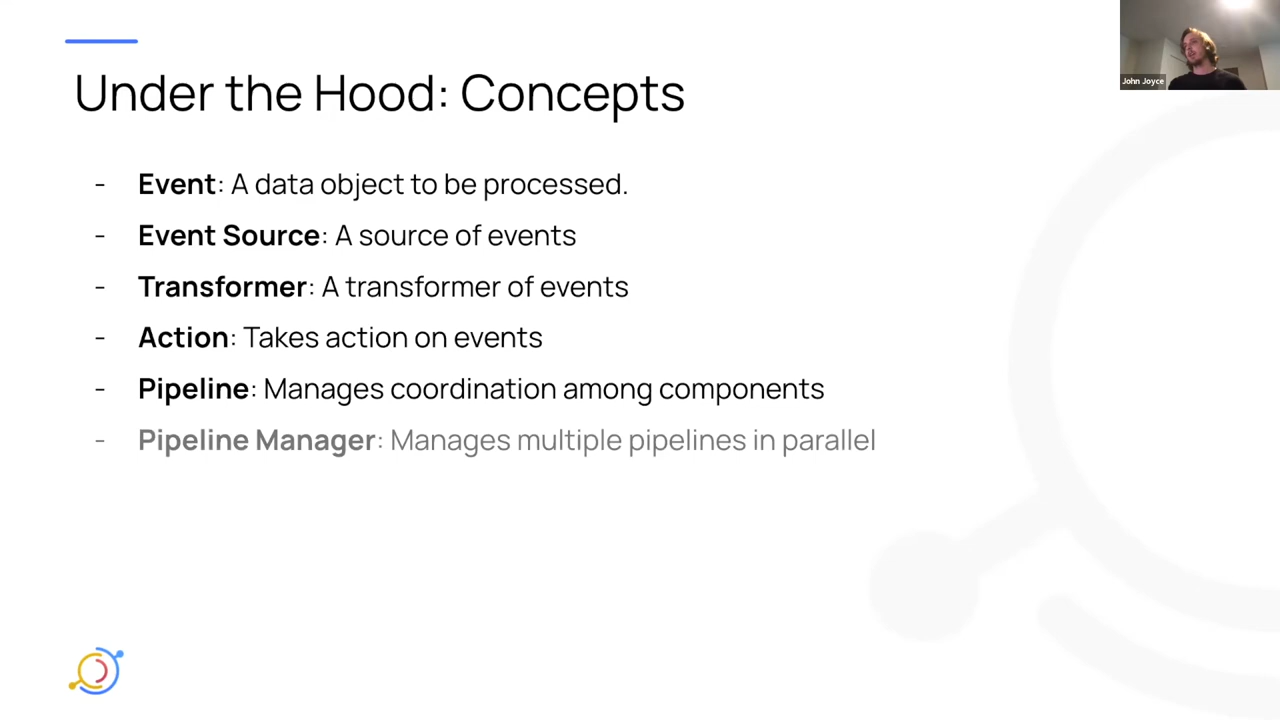 John Joyce
Under the Hood: Concepts
- Event: A data object to be processed.
- Event Source: A source of events
- Transformer: A transformer of events
- Action: Takes action on events
- Pipeline: Manages coordination among components
- Pipeline Manager: Manages multiple pipelines in parallel